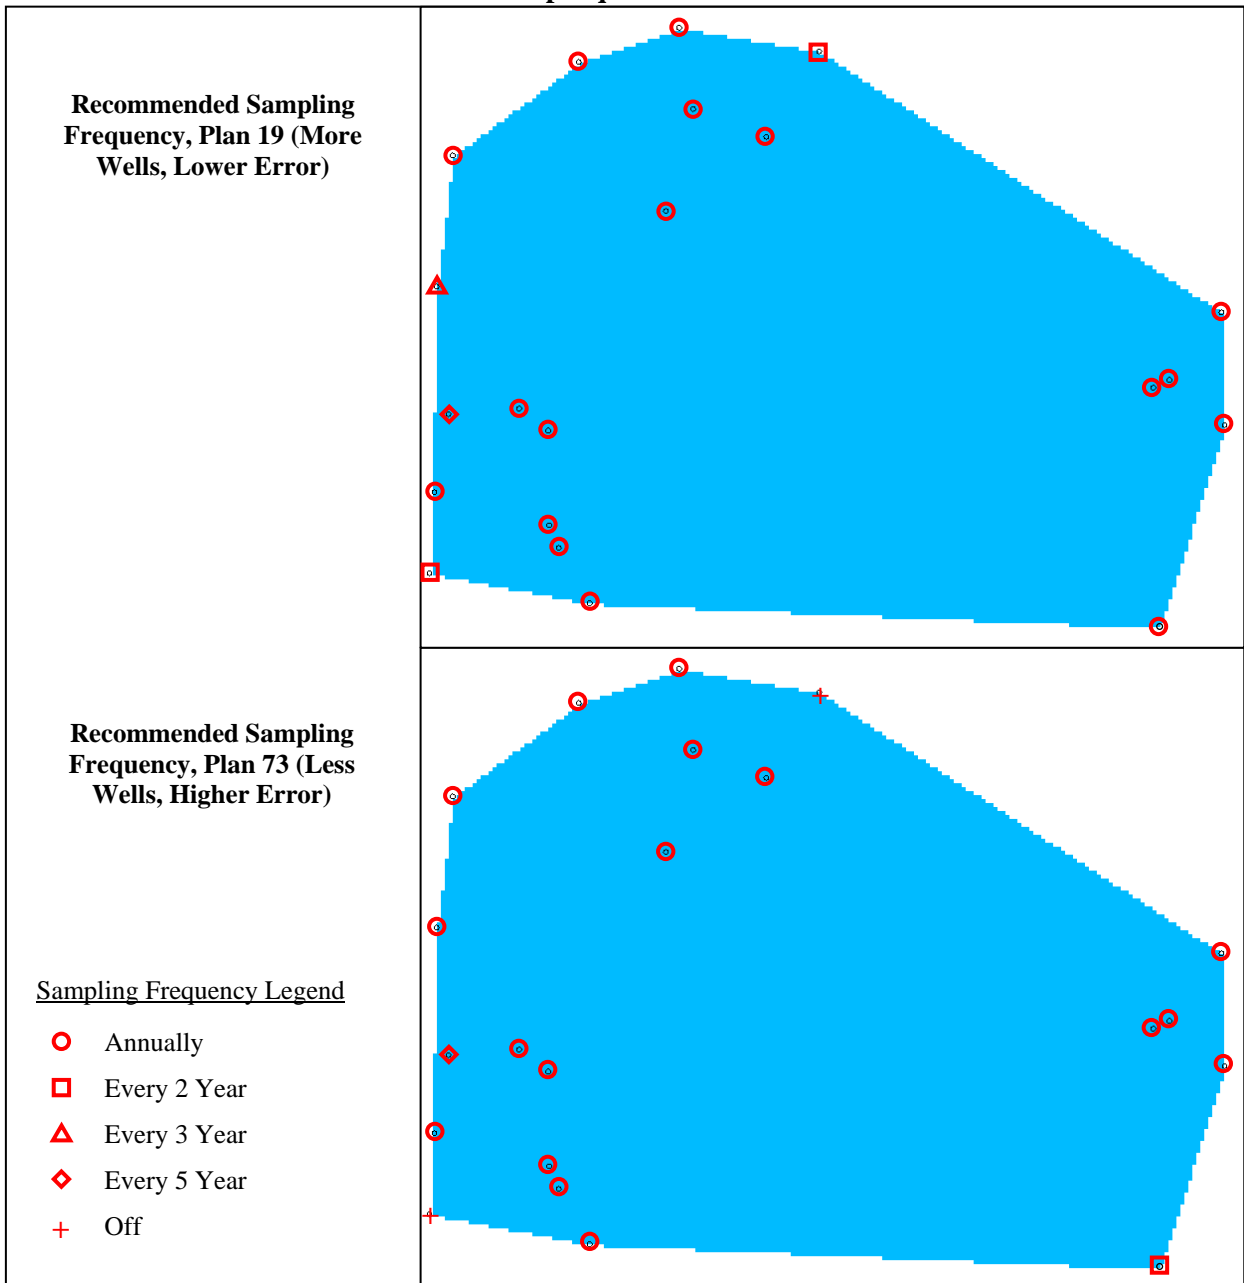 Recommended Sampling
Frequency, Plan 19 (More
Wells, Lower Error)
Recommended Sampling
Frequency, Plan 73 (Less
Wells, Higher Error)
Sampling Frequency Legend
Annually
Every 2 Year
Every 3 Year
Every 5 Year
Off